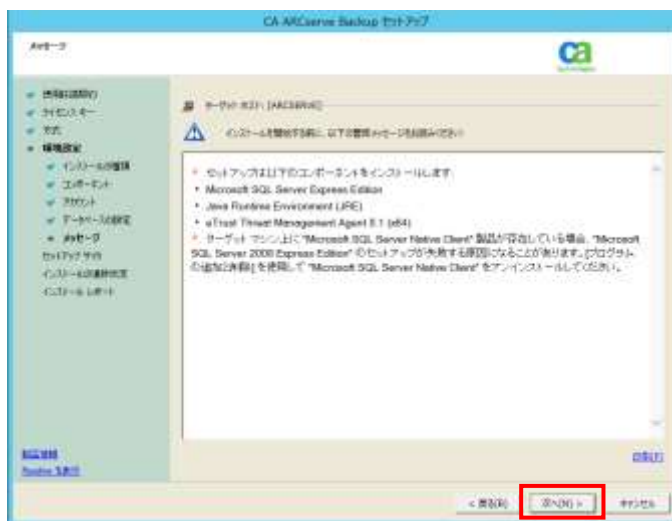 CA ARCserve Backup セットアップ
メッセージ
ca
使用許諾契約
ライセンス キー
方式
環境設定
インストールの種類
コンポーネント
アカウント
データベースの設定
メッセージ
セットアップ サマリ
インストールの進捗状況
インストール レポート
製品情報
Readme を表示
ターゲット ホスト: [ARCSERVE]
インストールを開始する前に、以下の警告メッセージをお読みください:
* セットアップは以下のコンポーネントをインストールします:
• Microsoft SQL Server Express Edition
• Java Runtime Environment (JRE)
• eTrust Threat Management Agent 8.1 (x64)
* ターゲット マシン上に "Microsoft SQL Server Native Client" 製品が存在している場合、"Microsoft
SQL Server 2008 Express Edition" のセットアップが失敗する原因になることがあります。[プログラム
の追加と削除] を使用して "Microsoft SQL Server Native Client" をアンインストールしてください。
印刷(P)
< 戻る(B)
次へ(N) >
キャンセル